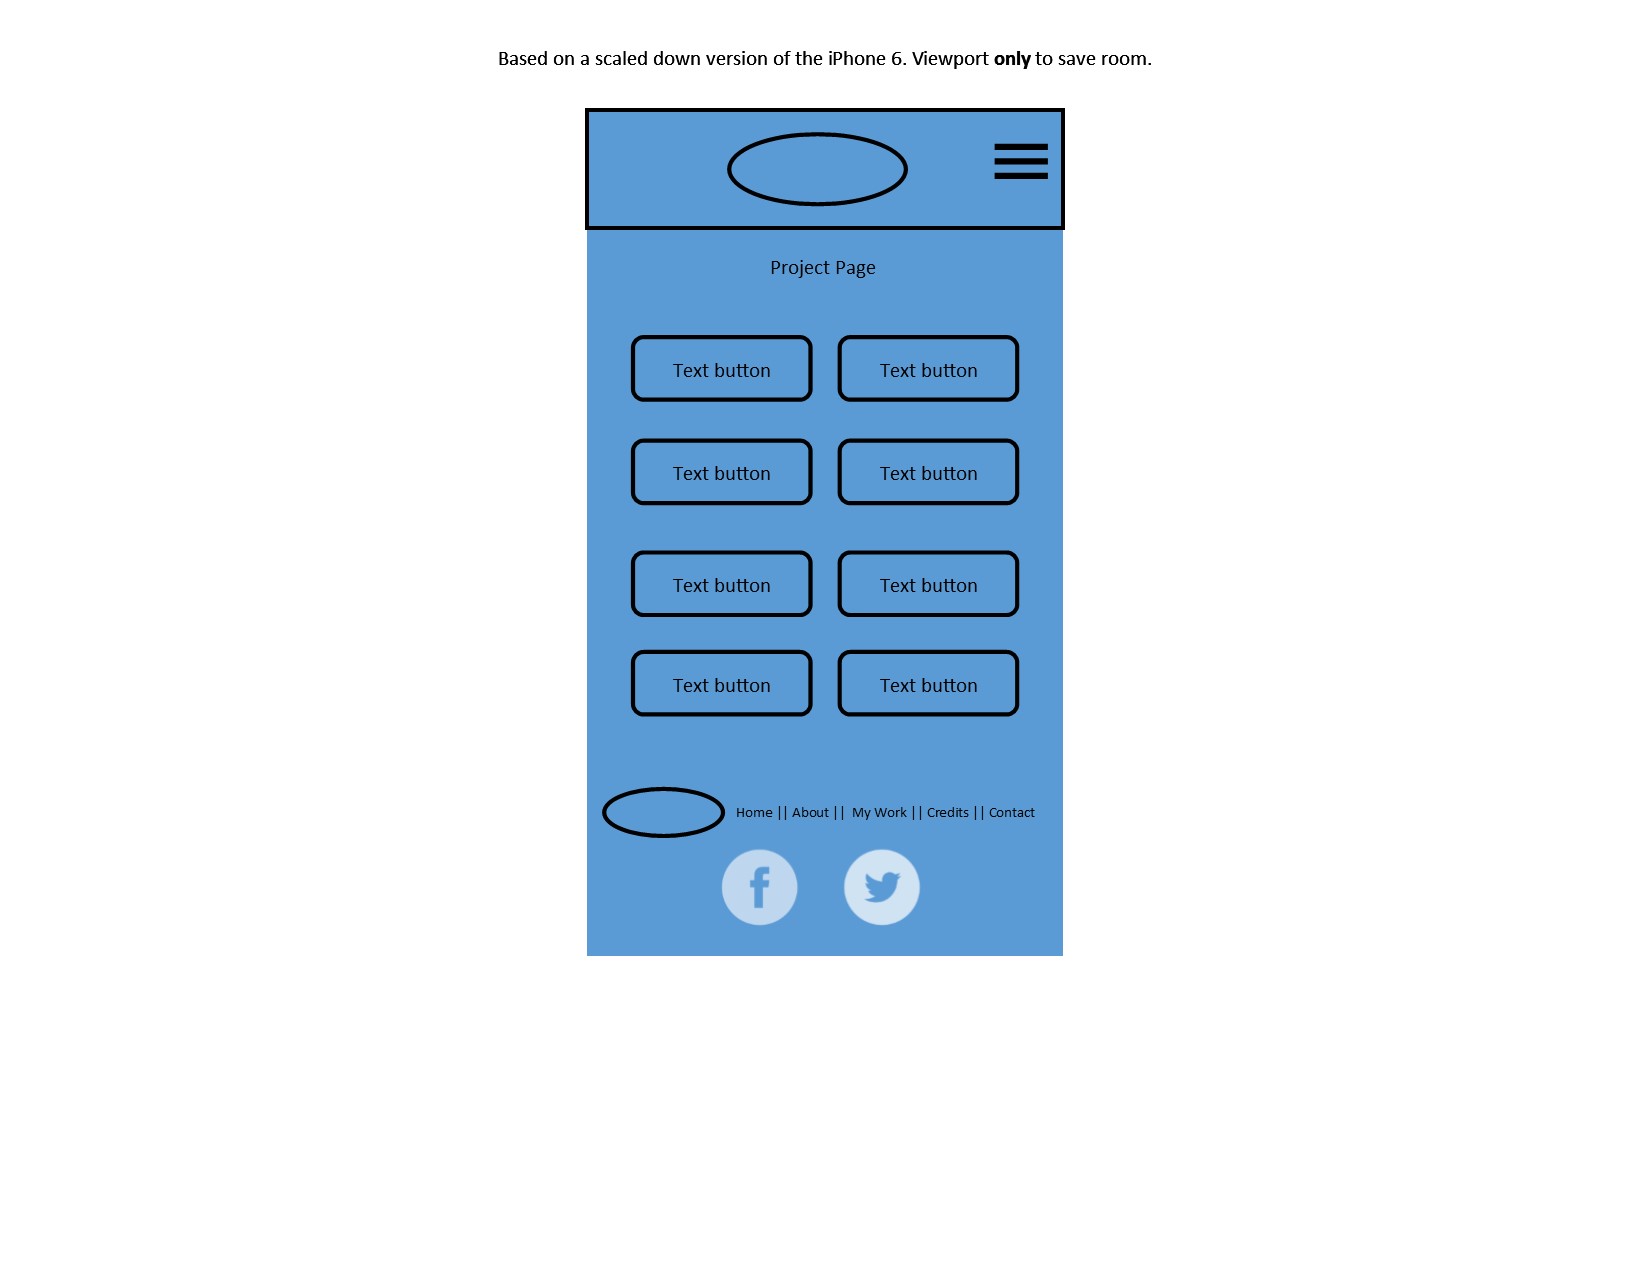 Based on a scaled down version of the iPhone 6. Viewport only to save room.
Project Page
Text button Text button
Text button Text button
Text button Text button
Text button Text button
Home || About ||  My Work || Credits || Contact